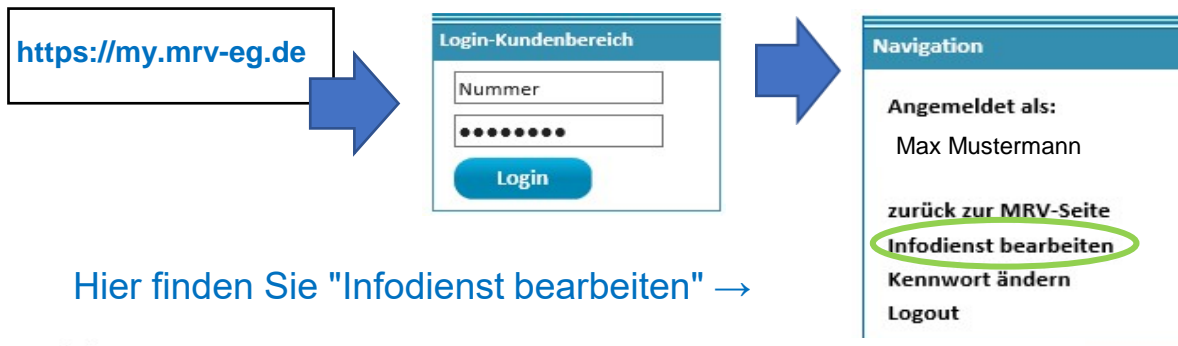 https://my.mrv-eg.de
Login-Kundenbereich
Nummer
●●●●●●●●
Login
Navigation
Angemeldet als:
Max Mustermann
zurück zur MRV-Seite
Infodienst bearbeiten
Kennwort ändern
Logout
Hier finden Sie "Infodienst bearbeiten" →